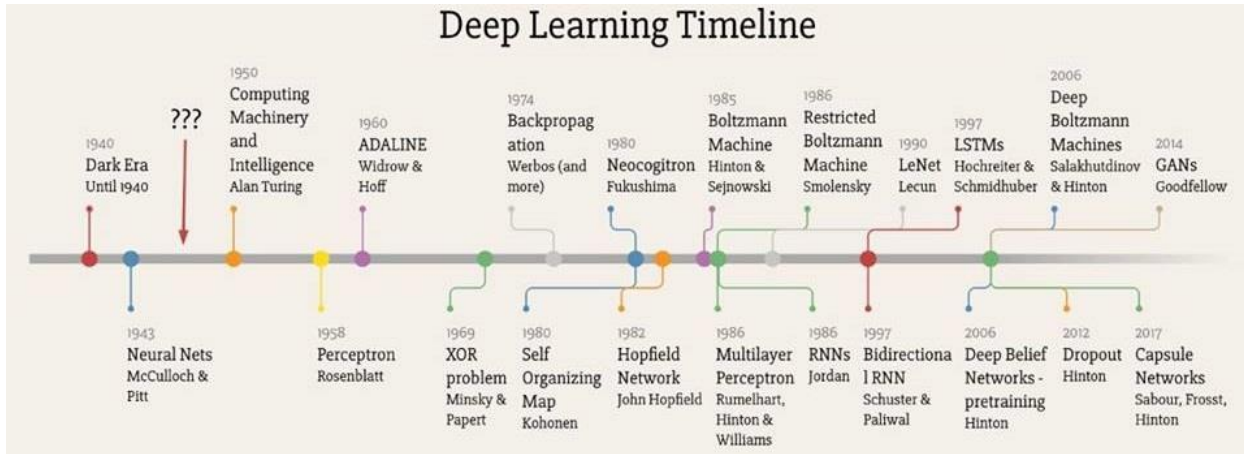 Deep Learning Timeline
???
1940
Dark Era
Until 1940
1950
Computing
Machinery
and
Intelligence
Alan Turing
1960
ADALINE
Widrow &
Hoff
1974
Backpropag
ation
Werbos (and
more)
1980
Neocogitron
Fukushima
1985
Boltzmann
Machine
Hinton &
Sejnowski
1986
Restricted
Boltzmann
Machine
Smolensky
1990
LeNet
Lecun
1997
LSTMs
Hochreiter &
Schmidhuber
2006
Deep
Boltzmann
Machines
Salakhutdinov
& Hinton
2014
GANs
Goodfellow
1943
Neural Nets
McCulloch &
Pitt
1958
Perceptron
Rosenblatt
1969
XOR
problem
Minsky &
Papert
1980
Self
Organizing
Map
Kohonen
1982
Hopfield
Network
John Hopfield
1986
Multilayer
Perceptron
Rumelhart,
Hinton &
Williams
1986
RNNs
Jordan
1997
Bidirectiona
l RNN
Schuster &
Paliwal
2006
Deep Belief
Networks -
pretraining
Hinton
2012
Dropout
Hinton
2017
Capsule
Networks
Sabour, Frosst,
Hinton